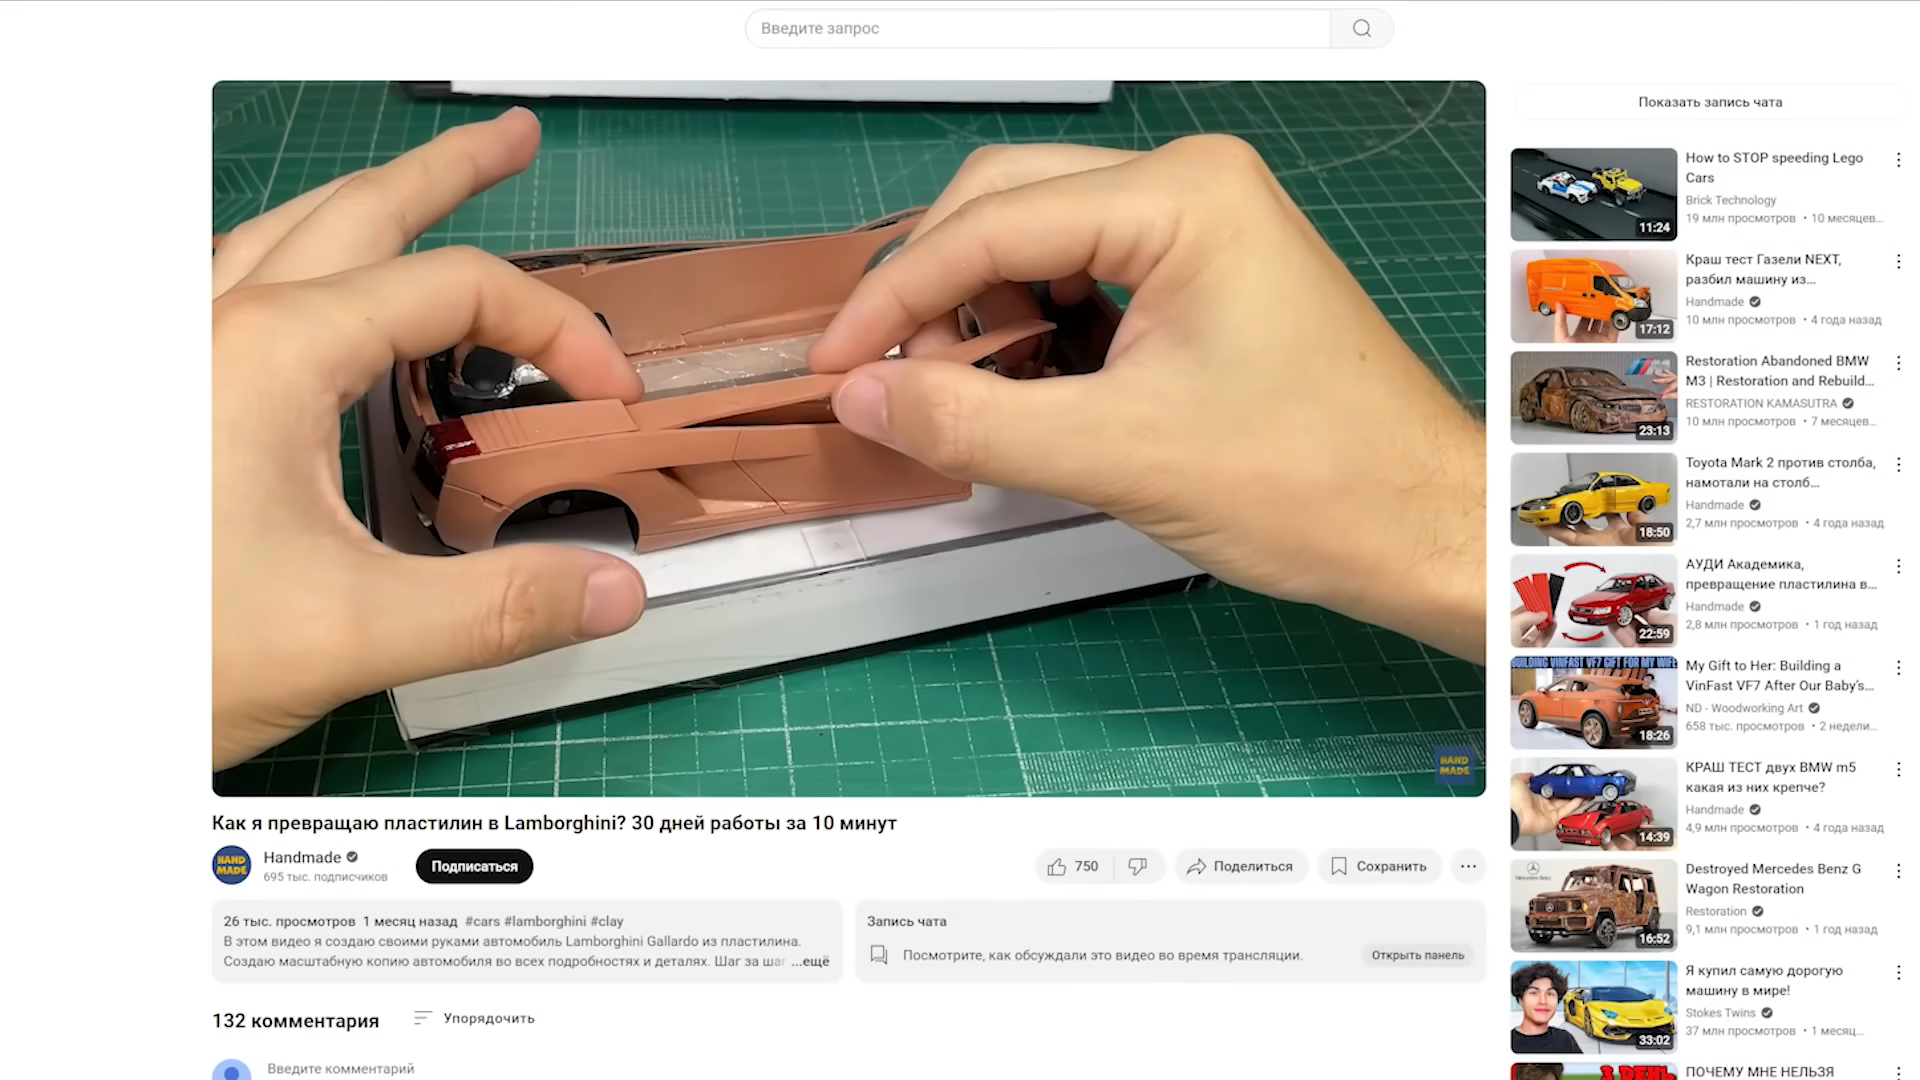 Введите запрос
HAND
MADE
Как я превращаю пластилин в Lamborghini? 30 дней работы за 10 минут
HAND
MADE
Handmade
695 тыс. подписчиков
Подписаться
750
Поделиться
Сохранить
26 тыс. просмотров 1 месяц назад #cars #lamborghini #clay
В этом видео я создаю своими руками автомобиль Lamborghini Gallardo из пластилина.
Создаю масштабную копию автомобиля во всех подробностях и деталях. Шаг за шаг ...ещё
Запись чата
Посмотрите, как обсуждали это видео во время трансляции.
Открыть панель
132 комментария
Упорядочить
Введите комментарий
Показать запись чата
11:24
How to STOP speeding Lego
Cars
Brick Technology
19 млн просмотров • 10 месяцев...
17:12
Краш тест Газели NEXT,
разбил машину из...
Handmade
10 млн просмотров • 4 года назад
23:13
Restoration Abandoned BMW
M3 | Restoration and Rebuild...
RESTORATION KAMASUTRA
10 млн просмотров • 7 месяцев...
18:50
Toyota Mark 2 против столба,
намотали на столб...
Handmade
2,7 млн просмотров • 4 года назад
22:59
АУДИ Академика,
превращение пластилина в...
Handmade
2,8 млн просмотров • 1 год назад
BUILDING VINFAST VF7 GIFT FOR MY WIFE
18:26
My Gift to Her: Building a
VinFast VF7 After Our Baby's...
ND - Woodworking Art
658 тыс. просмотров • 2 недели...
14:39
КРАШ ТЕСТ двух BMW m5
какая из них крепче?
Handmade
4,9 млн просмотров • 4 года назад
16:52
Destroyed Mercedes Benz G
Wagon Restoration
Restoration
9,1 млн просмотров • 1 год назад
33:02
Я купил самую дорогую
машину в мире!
Stokes Twins
37 млн просмотров • 1 месяц...
3 ДЕНЬ
ПОЧЕМУ МНЕ НЕЛЬЗЯ